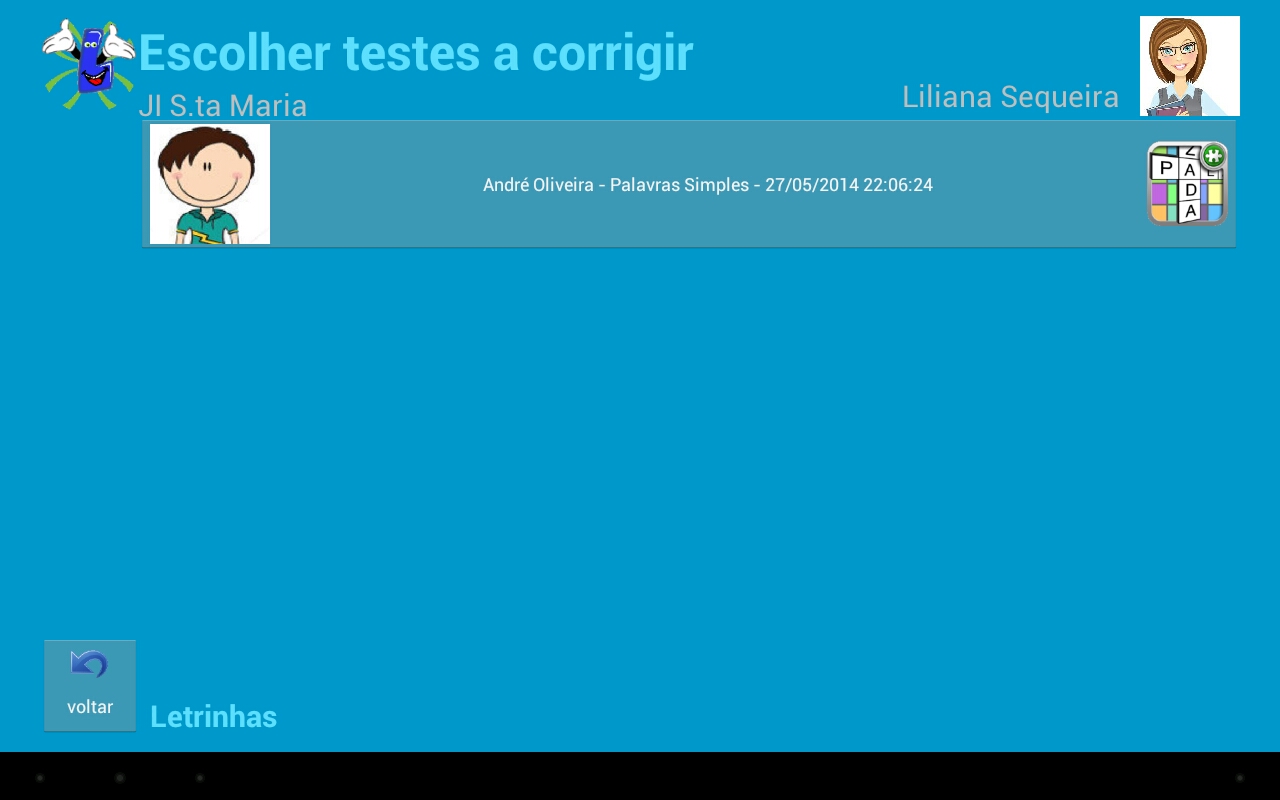 Escolher testes a corrigir
JI S.ta Maria
Liliana Sequeira
André Oliveira - Palavras Simples - 27/05/2014 22:06:24
Z
P A
D
A
voltar
Letrinhas